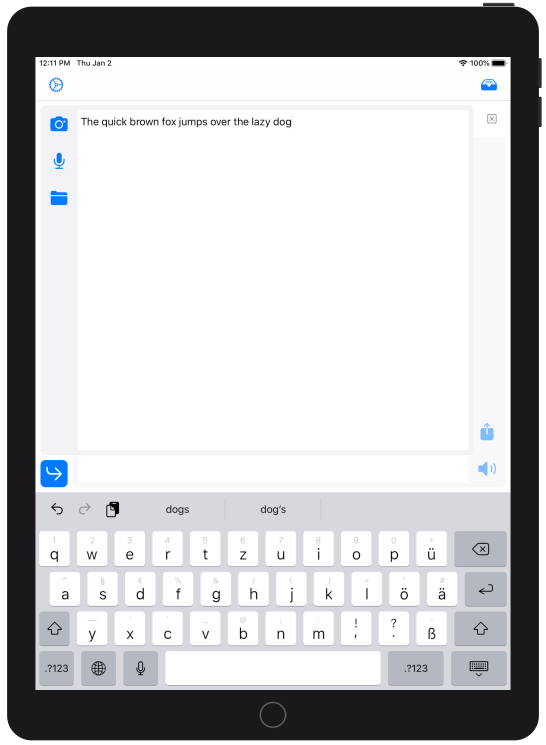 12:11 PM Thu Jan 2
100%
The quick brown fox jumps over the lazy dog
dogs
dog's
1 2 3 4 5 6 7 8 9 0 +
q w e r t z u i o p ü
" § € % & / ( ) = ' #
a s d f g h j k l ö ä
— ` ' ... @ ; : ! ? -
y x c v b n m , . ß
.?123 .?123